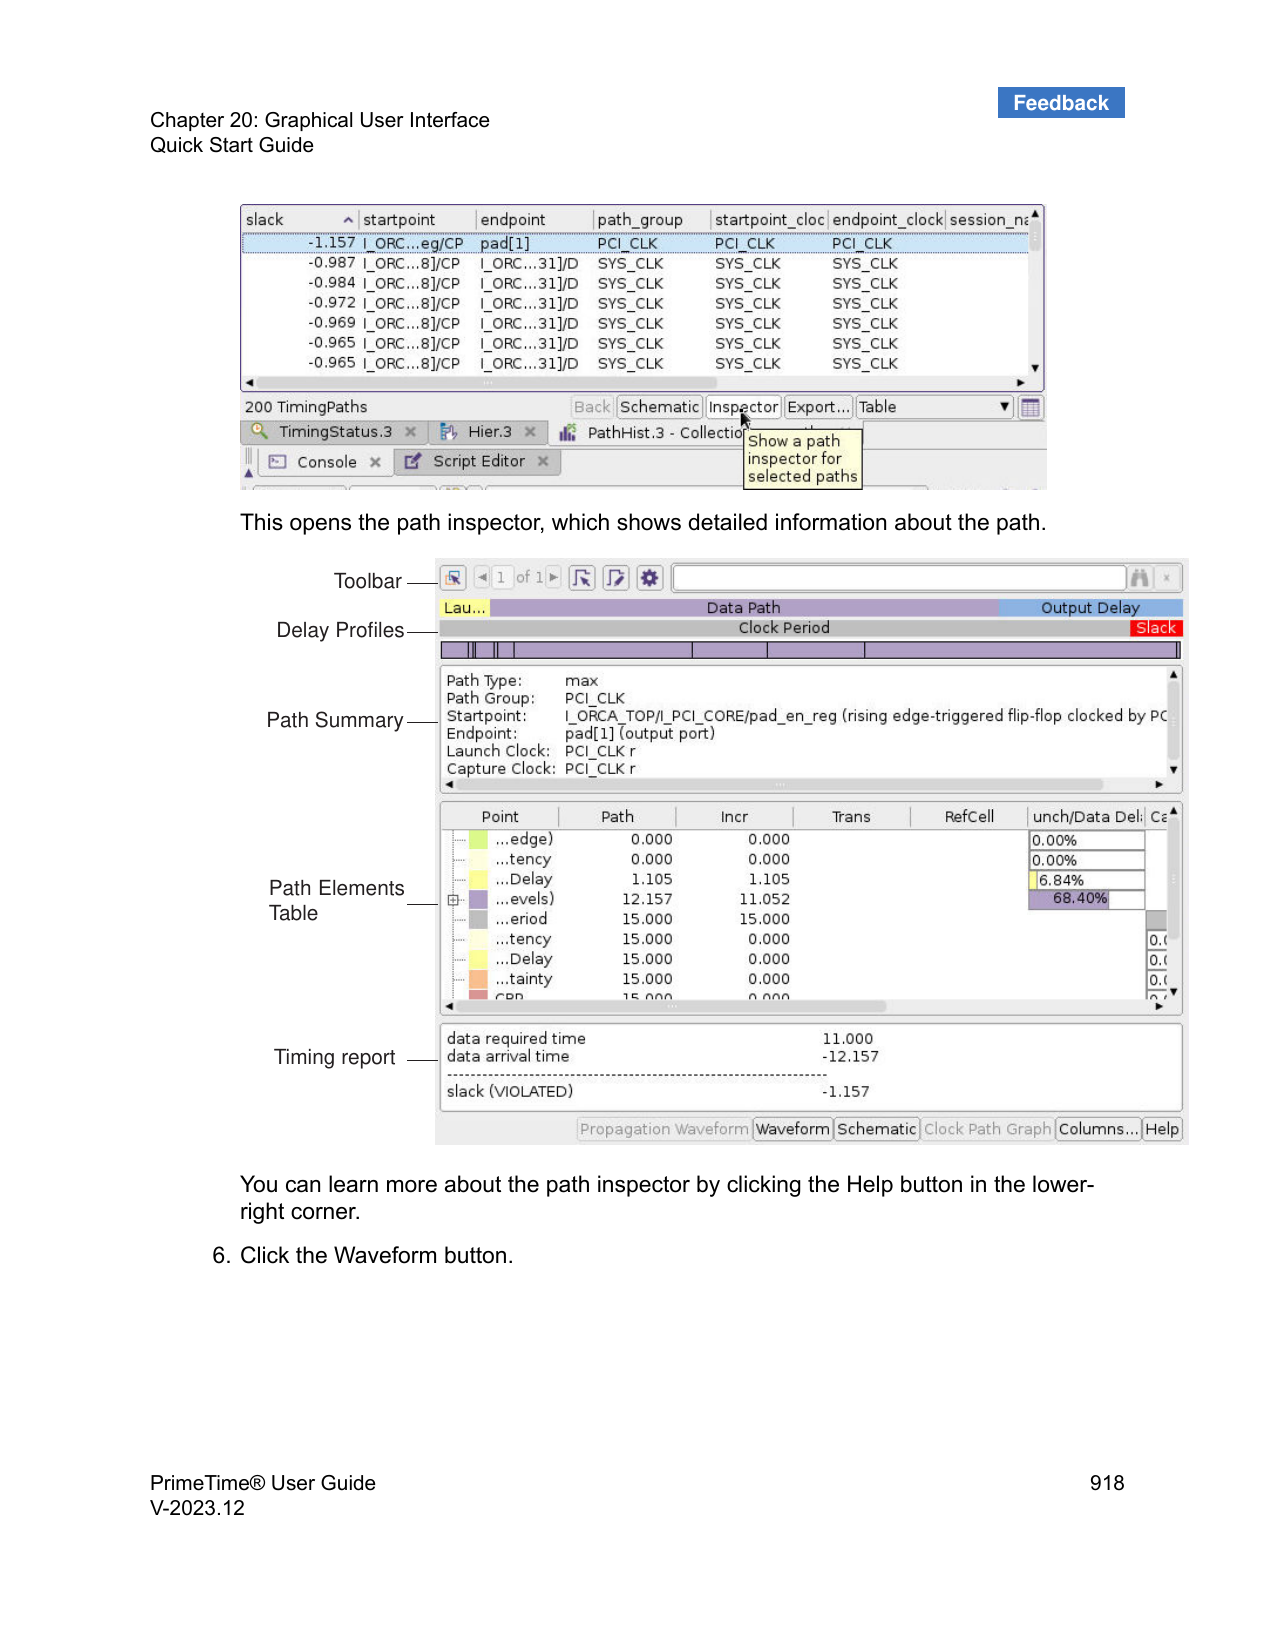 Feedback
Chapter 20: Graphical User Interface
Quick Start Guide
slack startpoint endpoint path_group startpoint_cloc endpoint_clock session_na
-1.157 I_ORC...eg/CP pad[1] PCI_CLK PCI_CLK PCI_CLK
-0.987 I_ORC...8]/CP I_ORC...31]/D SYS_CLK SYS_CLK SYS_CLK
-0.984 I_ORC...8]/CP I_ORC...31]/D SYS_CLK SYS_CLK SYS_CLK
-0.972 I_ORC...8]/CP I_ORC...31]/D SYS_CLK SYS_CLK SYS_CLK
-0.969 I_ORC...8]/CP I_ORC...31]/D SYS_CLK SYS_CLK SYS_CLK
-0.965 I_ORC...8]/CP I_ORC...31]/D SYS_CLK SYS_CLK SYS_CLK
-0.965 I_ORC...8]/CP I_ORC...31]/D SYS_CLK SYS_CLK SYS_CLK
200 TimingPaths Back Schematic Inspector Export... Table
TimingStatus.3 Hier.3 PathHist.3 - Collectio
Show a path
inspector for
selected paths
Console Script Editor
This opens the path inspector, which shows detailed information about the path.
Toolbar 1 of 1
Lau... Data Path Output Delay
Delay Profiles Clock Period Slack
Path Type: max
Path Group: PCI_CLK
Path Summary Startpoint: I_ORCA_TOP/I_PCI_CORE/pad_en_reg (rising edge-triggered flip-flop clocked by PC
Endpoint: pad[1] (output port)
Launch Clock: PCI_CLK r
Capture Clock: PCI_CLK r
Point Path Incr Trans RefCell unch/Data Del Ca
...edge) 0.000 0.000 0.00%
...tency 0.000 0.000 0.00%
...Delay 1.105 1.105 6.84%
Path Elements
Table
...evels) 12.157 11.052 68.40%
...eriod 15.000 15.000
...tency 15.000 0.000 0.
...Delay 15.000 0.000 0.
...tainty 15.000 0.000 0.
CRP 15.000 0.000
data required time 11.000
Timing report data arrival time -12.157
--------------------------------------------------------------
slack (VIOLATED) -1.157
Propagation Waveform Waveform Schematic Clock Path Graph Columns... Help
You can learn more about the path inspector by clicking the Help button in the lower-
right corner.
6. Click the Waveform button.
PrimeTime® User Guide 918
V-2023.12